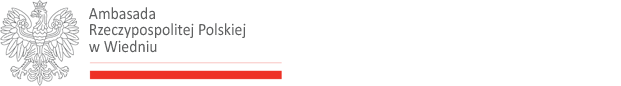 Ambasada
Rzeczypospolitej Polskiej
w Wiedniu